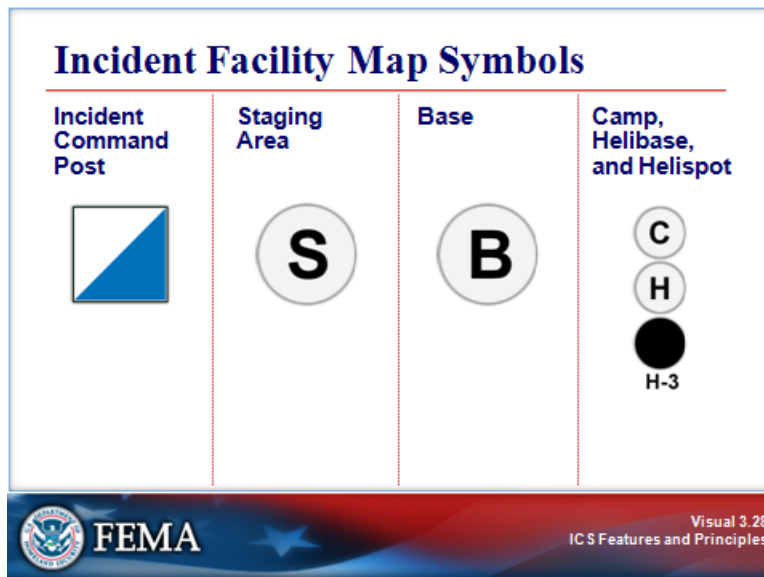 Incident Facility Map Symbols
Incident
Command
Post
Staging
Area
Base
Camp,
Helibase,
and Helispot
S
B
C
H
H-3
FEMA
Visual 3.28
ICS Features and Principles